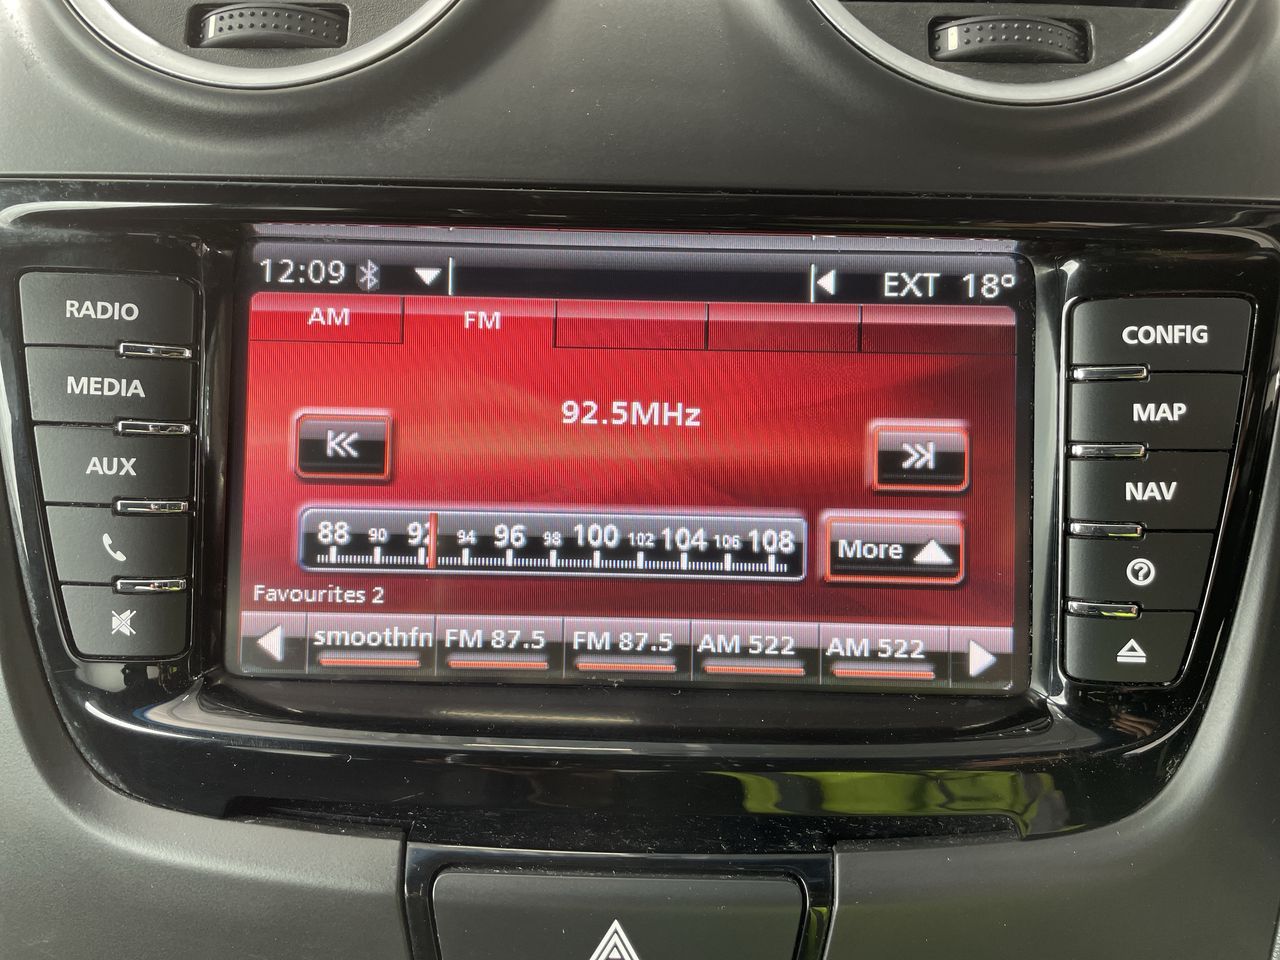 12:09 EXT 18º
AM FM
92.5MHz
88 90 92 94 96 98 100 102 104 106 108
More
Favourites 2
smoothfn FM 87.5 FM 87.5 AM 522 AM 522
RADIO
MEDIA
AUX
CONFIG
MAP
NAV
?